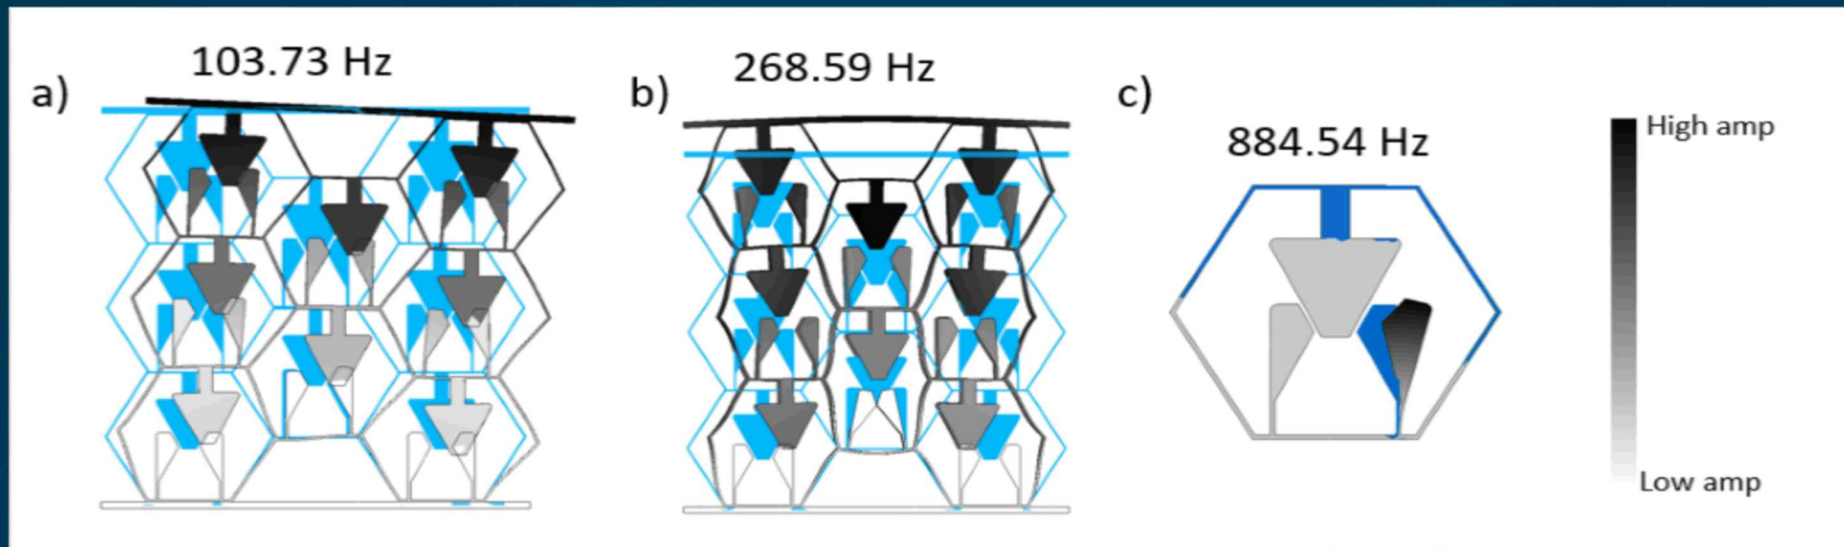 a)
103.73 Hz
b)
268.59 Hz
c)
884.54 Hz
High amp
Low amp